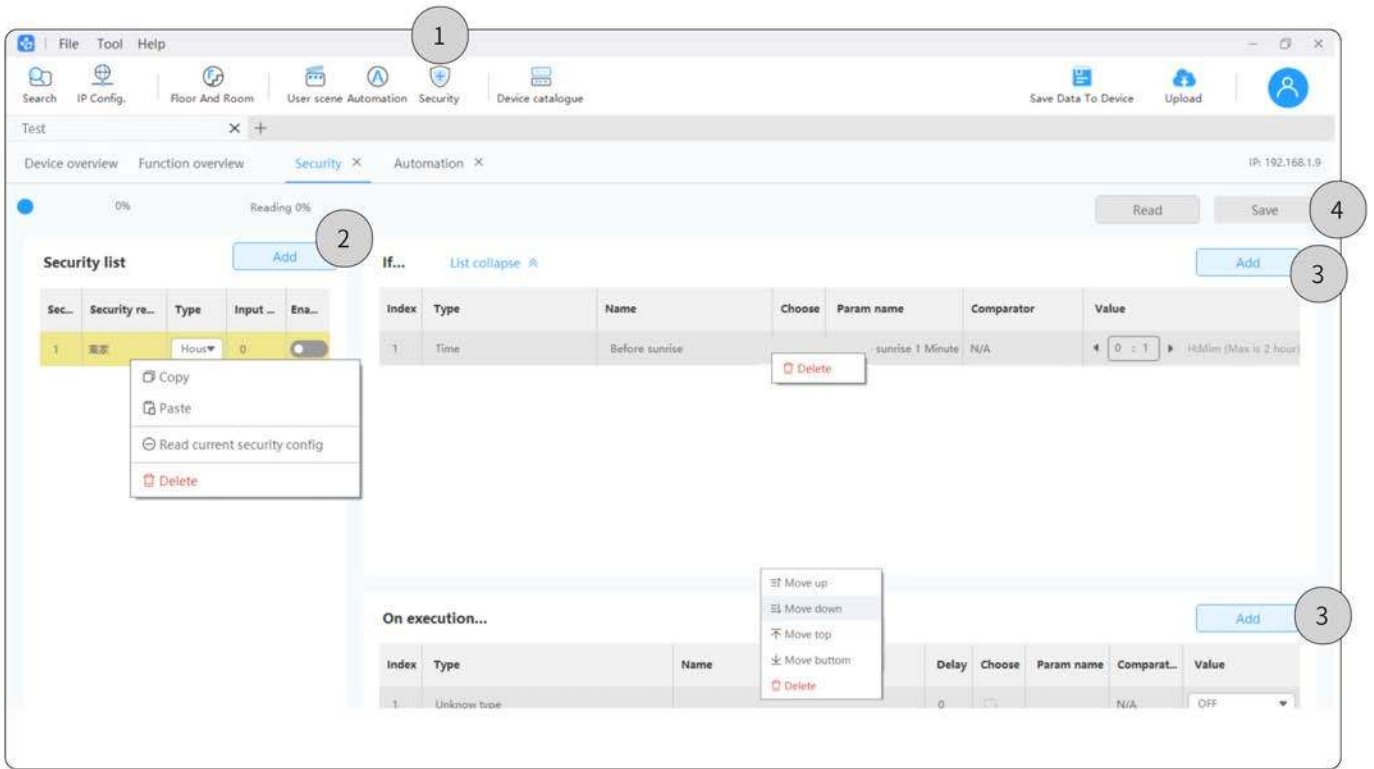 1
File Tool Help
Search IP Config. Floor And Room User scene Automation Security Device catalogue Save Data To Device Upload
Test
Device overview Function overview Security Automation IP: 192.168.1.9
0% Reading 0% Read Save 4
2
Security list Add If... List collapse Add 3
Sec... Security re... Type Input ... Ena... Index Type Name Choose Param name Comparator Value
1 离家 Hous 0 1 Time Before sunrise sunrise 1 Minute N/A 0 : 1 H:Mim (Max is 2 hour)
Delete
Copy
Paste
Read current security config
Delete
Move up
Move down
On execution... Add 3
Move top
Move buttom
Index Type Name Delay Choose Param name Comparat... Value
Delete
1 Unknow type 0 N/A OFF